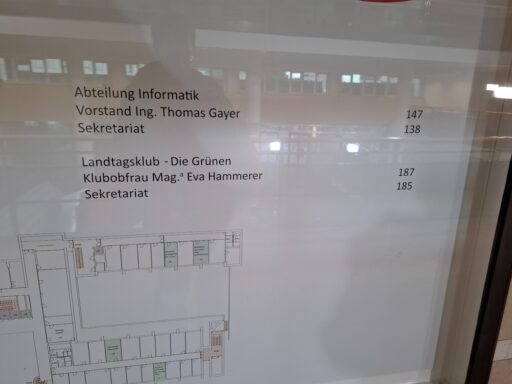 Abteilung Informatik
Vorstand Ing. Thomas Gayer 147
Sekretariat 138
Landtagsklub - Die Grünen
Klubobfrau Mag.ª Eva Hammerer 187
Sekretariat 185